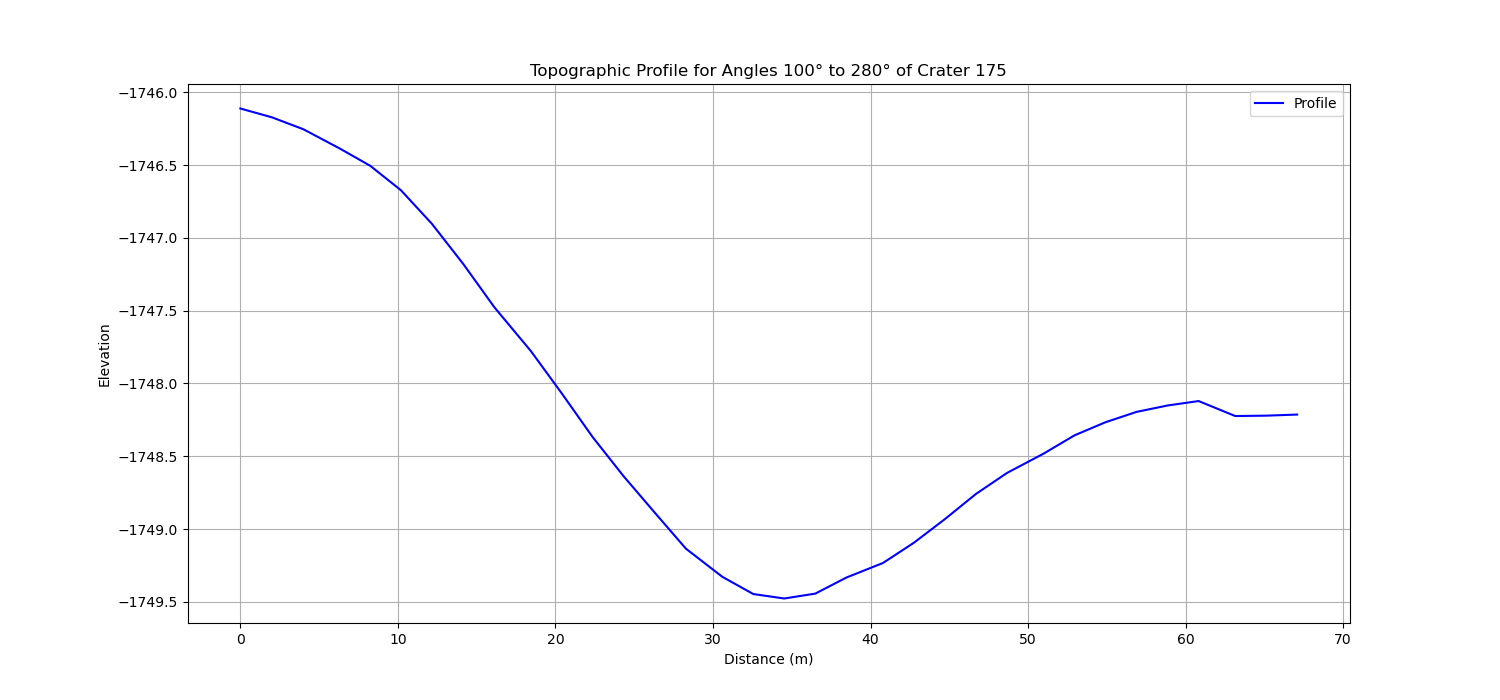 Topographic Profile for Angles 100° to 280° of Crater 175
Profile
−1746.0
−1746.5
−1747.0
−1747.5
−1748.0
−1748.5
−1749.0
−1749.5
Elevation
0 10 20 30 40 50 60 70
Distance (m)